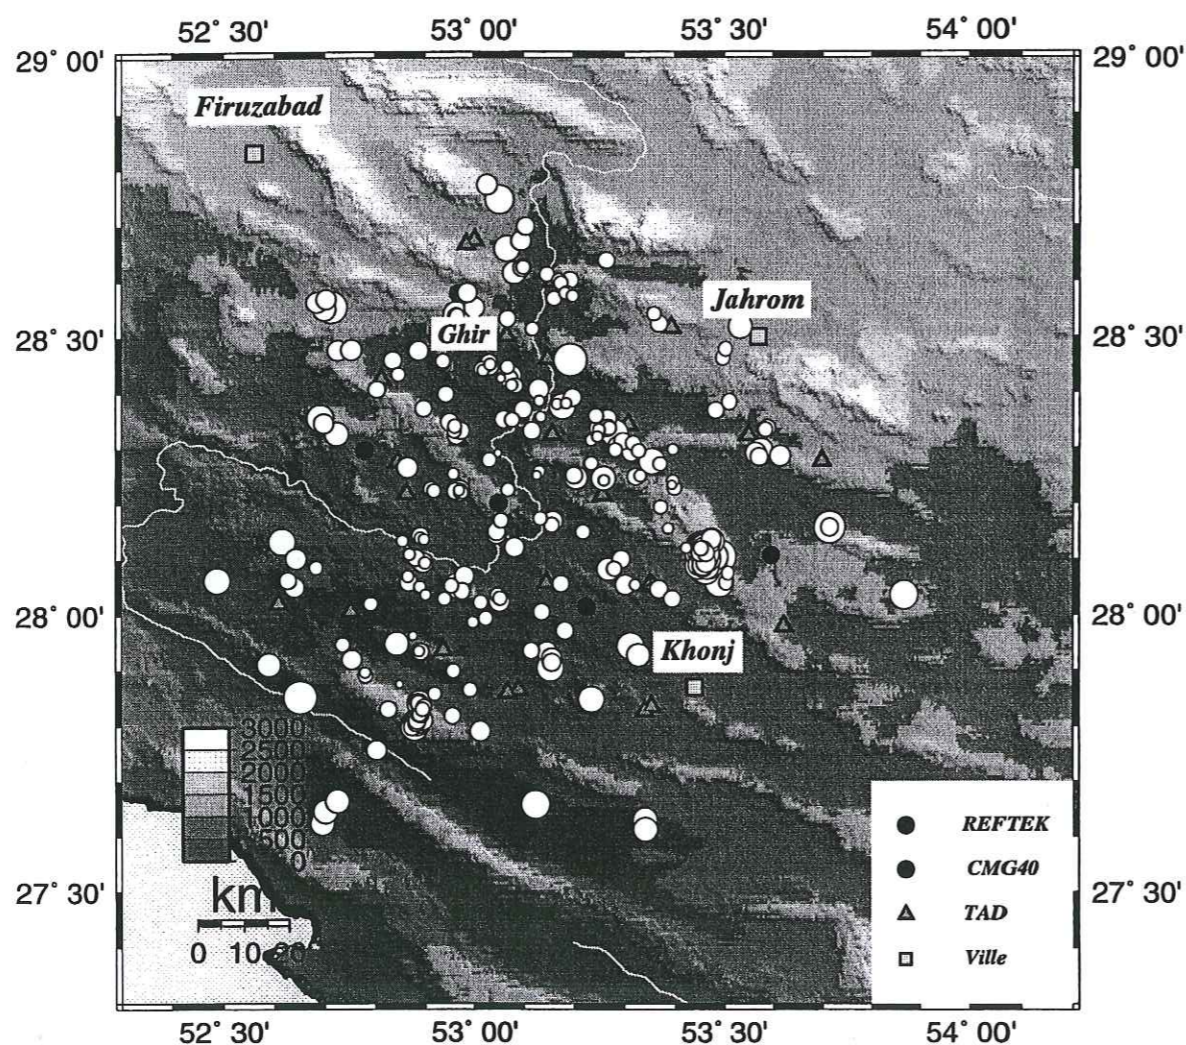 52° 30' 53° 00' 53° 30' 54° 00'
29° 00' 29° 00'
Firuzabad
Jahrom
28° 30' Ghir 28° 30'
28° 00' 28° 00'
Khonj
3000
2500
2000
1500
1000
500
0
REFTEK
CMG40
27° 30' km 27° 30'
TAD
0 10 20
Ville
52° 30' 53° 00' 53° 30' 54° 00'